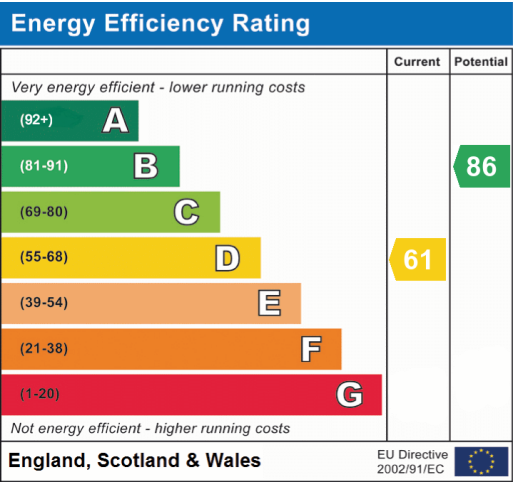 Energy Efficiency Rating
Current Potential
Very energy efficient - lower running costs
(92+) A
(81-91) B
86
(69-80) C
(55-68) D
61
(39-54) E
(21-38) F
(1-20) G
Not energy efficient - higher running costs
England, Scotland & Wales
EU Directive
2002/91/EC